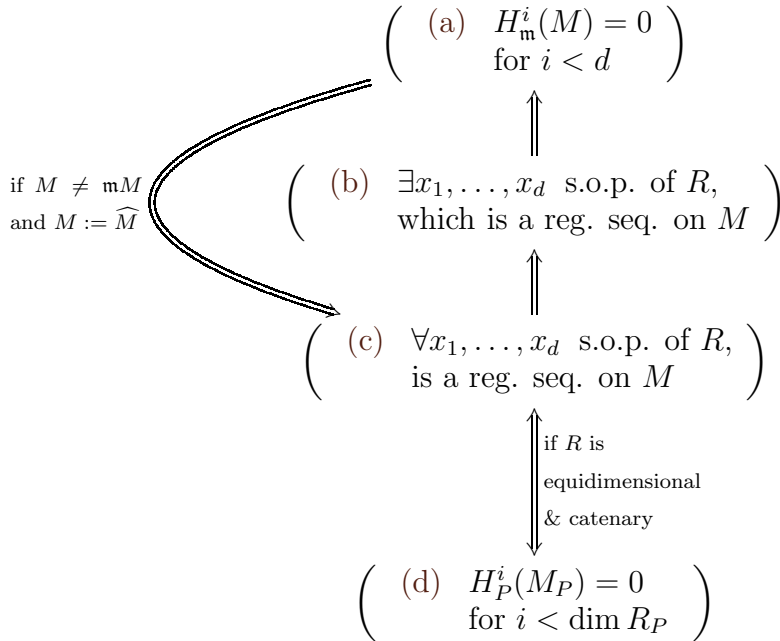 (a) $H^i_{\mathfrak{m}}(M) = 0$
for $i < d$
if $M \neq \mathfrak{m}M$
and $M := \widehat{M}$
(b) $\exists x_1, \ldots, x_d$ s.o.p. of $R$,
which is a reg. seq. on $M$
(c) $\forall x_1, \ldots, x_d$ s.o.p. of $R$,
is a reg. seq. on $M$
if $R$ is
equidimensional
& catenary
(d) $H^i_P(M_P) = 0$
for $i < \dim R_P$